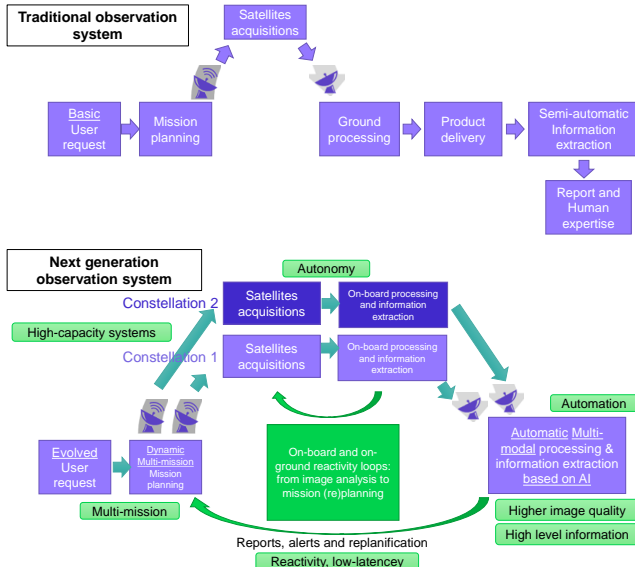 Traditional observation
system
Satellites
acquisitions
Basic
User
request
Mission
planning
Ground
processing
Product
delivery
Semi-automatic
Information
extraction
Report and
Human
expertise
Next generation
observation system
Autonomy
Constellation 2
Satellites
acquisitions
On-board processing
and information
extraction
High-capacity systems
Constellation 1
Satellites
acquisitions
On-board processing
and information
extraction
Automation
Evolved
User
request
Dynamic
Multi-mission
Mission
planning
On-board and on-
ground reactivity loops:
from image analysis to
mission (re)planning
Automatic Multi-
modal processing &
information extraction
based on AI
Multi-mission
Higher image quality
High level information
Reports, alerts and replanification
Reactivity, low-latencey